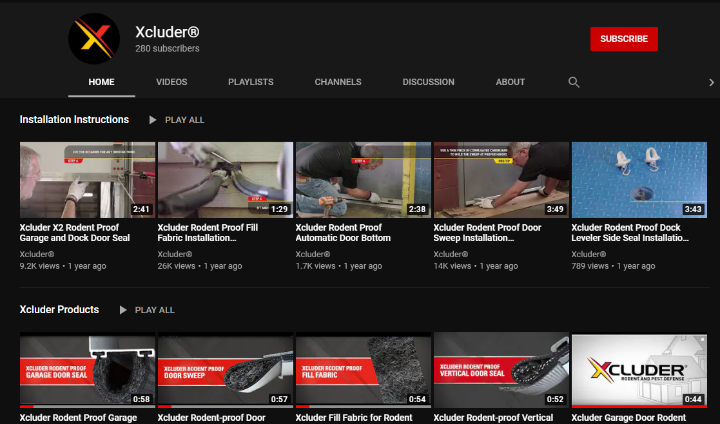 Xcluder®
280 subscribers
SUBSCRIBE
HOME VIDEOS PLAYLISTS CHANNELS DISCUSSION ABOUT
Installation Instructions PLAY ALL
2:41 1:29 2:38 3:49 3:43
Xcluder X2 Rodent Proof
Garage and Dock Door Seal
Xcluder®
9.2K views • 1 year ago
Xcluder Rodent Proof Fill
Fabric Installation...
Xcluder®
26K views • 1 year ago
Xcluder Rodent Proof
Automatic Door Bottom
Xcluder®
1.7K views • 1 year ago
Xcluder Rodent Proof Door
Sweep Installation...
Xcluder®
14K views • 1 year ago
Xcluder Rodent Proof Dock
Leveler Side Seal Installatio...
Xcluder®
789 views • 1 year ago
Xcluder Products PLAY ALL
XCLUDER RODENT PROOF
GARAGE DOOR SEAL
0:58
XCLUDER RODENT PROOF
DOOR SWEEP
0:57
XCLUDER RODENT PROOF
FILL FABRIC
0:54
XCLUDER RODENT PROOF
VERTICAL DOOR SEAL
0:52
XCLUDER®
RODENT AND PEST DEFENSE
0:44
Xcluder Rodent Proof Garage
Xcluder Rodent-proof Door
Xcluder Fill Fabric for Rodent
Xcluder Rodent-proof Vertical
Xcluder Garage Door Rodent